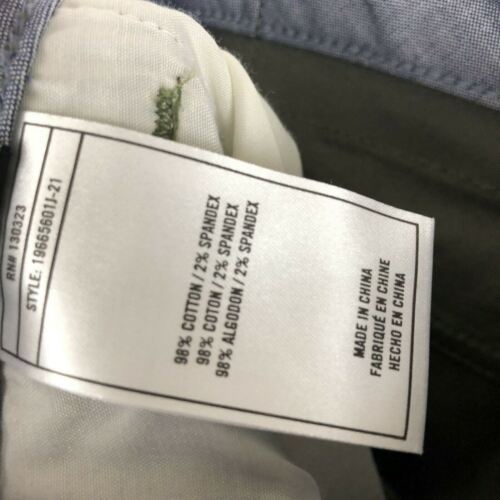 RN# 130323
STYLE: 19665601J-21
98% COTTON / 2% SPANDEX
98% COTON / 2% SPANDEX
98% ALGODON / 2% SPANDEX
MADE IN CHINA
FABRIQUÉ EN CHINE
HECHO EN CHINA